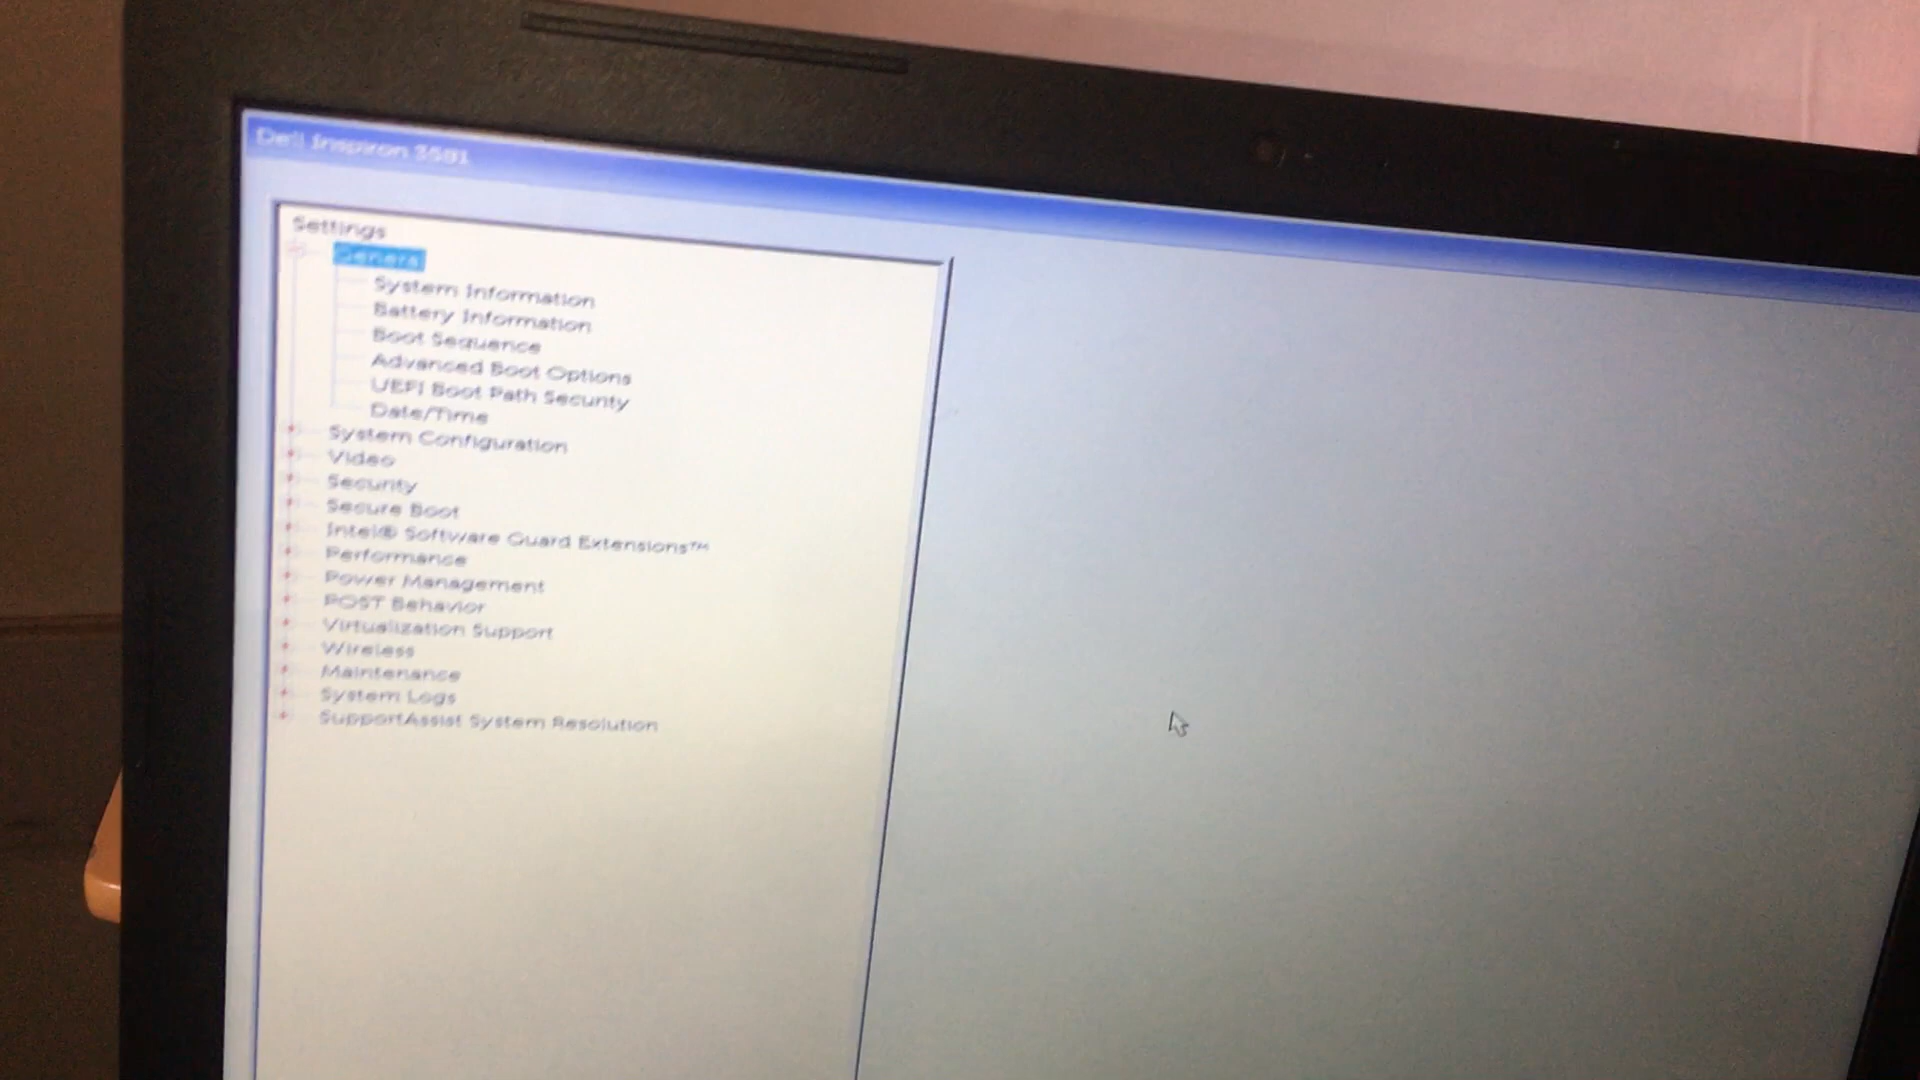 Dell Inspiron 3581
Settings
General
System Information
Battery Information
Boot Sequence
Advanced Boot Options
UEFI Boot Path Security
Date/Time
System Configuration
Video
Security
Secure Boot
Intel® Software Guard Extensions™
Performance
Power Management
POST Behavior
Virtualization Support
Wireless
Maintenance
System Logs
SupportAssist System Resolution